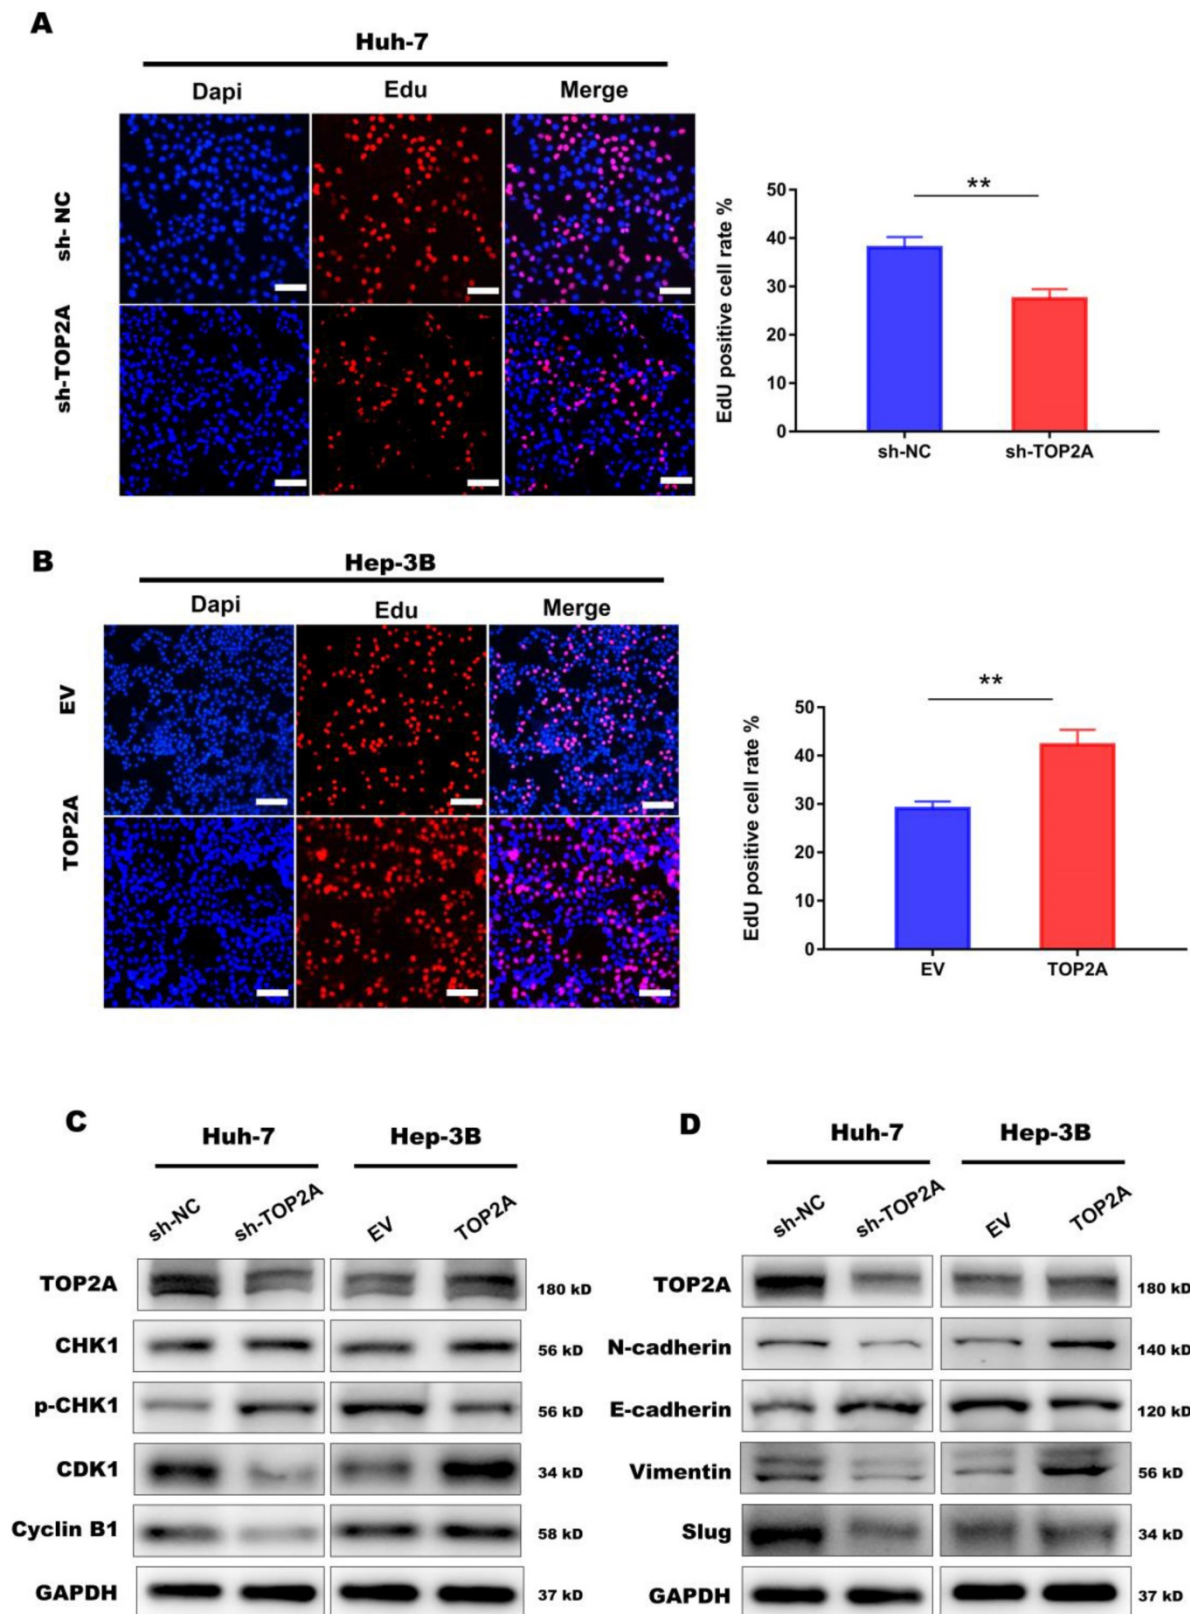 A
Huh-7
Dapi Edu Merge
sh- NC
sh-TOP2A
EdU positive cell rate %
50
40
30
20
10
0
**
sh-NC sh-TOP2A
B
Hep-3B
Dapi Edu Merge
EV
TOP2A
EdU positive cell rate %
50
40
30
20
10
0
**
EV TOP2A
C
Huh-7 Hep-3B
sh-NC sh-TOP2A EV TOP2A
TOP2A 180 kD
CHK1 56 kD
p-CHK1 56 kD
CDK1 34 kD
Cyclin B1 58 kD
GAPDH 37 kD
D
Huh-7 Hep-3B
sh-NC sh-TOP2A EV TOP2A
TOP2A 180 kD
N-cadherin 140 kD
E-cadherin 120 kD
Vimentin 56 kD
Slug 34 kD
GAPDH 37 kD